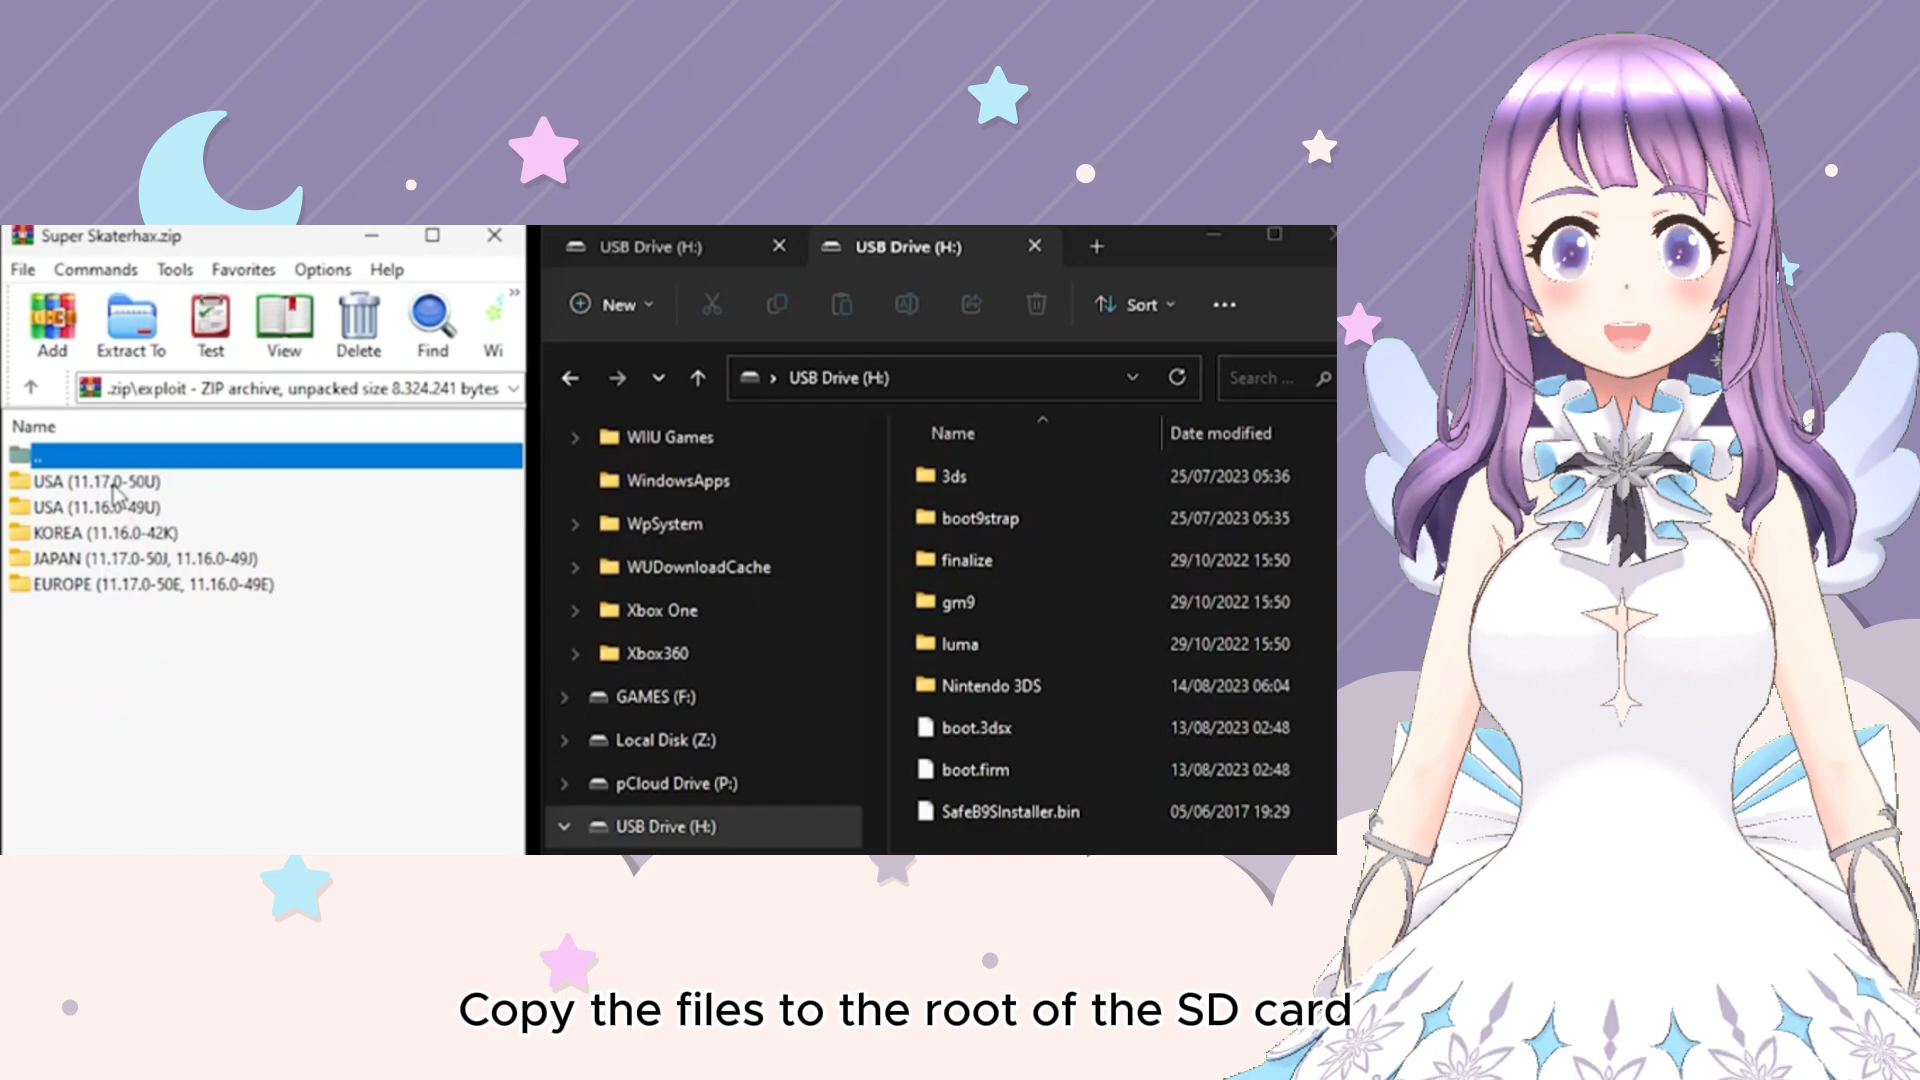 Super Skaterhax.zip
File Commands Tools Favorites Options Help
Add Extract To Test View Delete Find Wi
.zip\exploit - ZIP archive, unpacked size 8.324.241 bytes
Name
..
USA (11.17.0-50U)
USA (11.16.0-49U)
KOREA (11.16.0-42K)
JAPAN (11.17.0-50J, 11.16.0-49J)
EUROPE (11.17.0-50E, 11.16.0-49E)
USB Drive (H:) USB Drive (H:)
New Sort
USB Drive (H:) Search ...
WIIU Games
WindowsApps
WpSystem
WUDownloadCache
Xbox One
Xbox360
GAMES (F:)
Local Disk (Z:)
pCloud Drive (P:)
USB Drive (H:)
Name Date modified
3ds 25/07/2023 05:36
boot9strap 25/07/2023 05:35
finalize 29/10/2022 15:50
gm9 29/10/2022 15:50
luma 29/10/2022 15:50
Nintendo 3DS 14/08/2023 06:04
boot.3dsx 13/08/2023 02:48
boot.firm 13/08/2023 02:48
SafeB9SInstaller.bin 05/06/2017 19:29
Copy the files to the root of the SD card